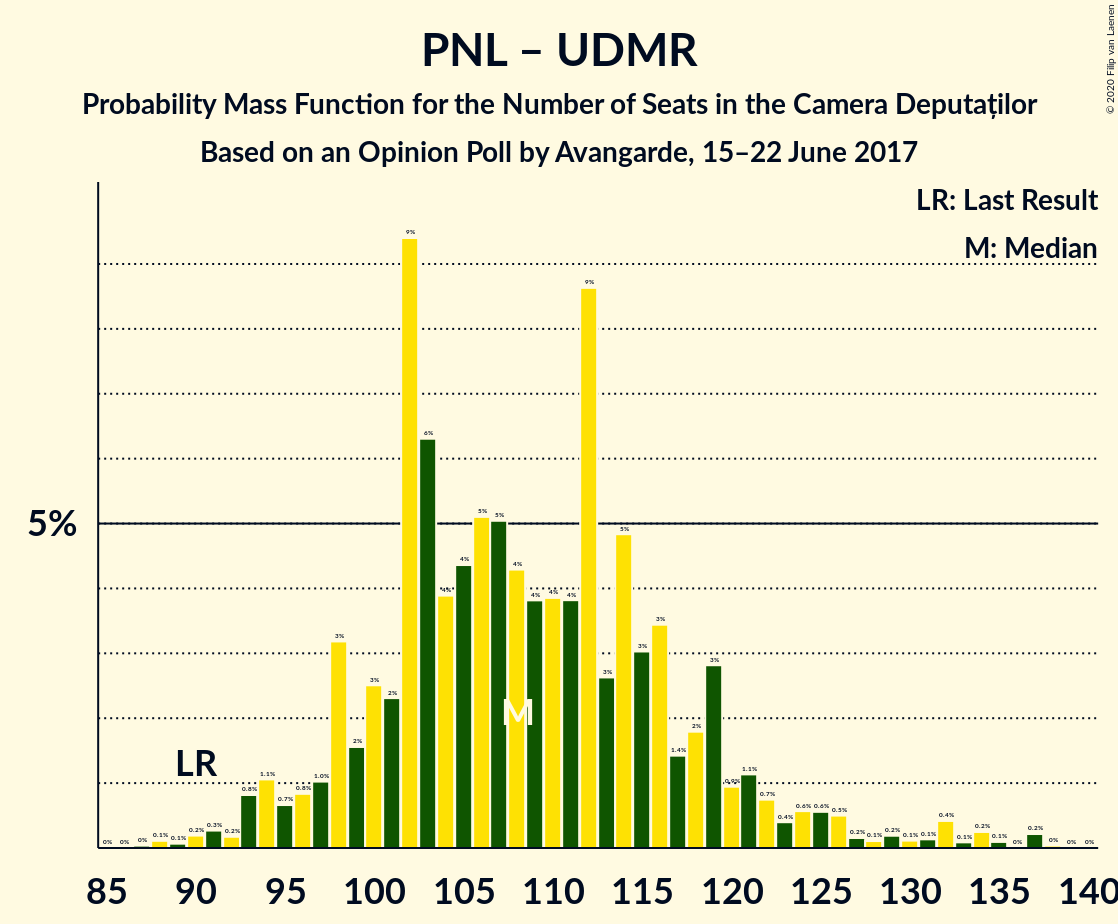 PNL – UDMR
Probability Mass Function for the Number of Seats in the Camera Deputaților
Based on an Opinion Poll by Avangarde, 15–22 June 2017
© 2020 Filip van Laenen
LR: Last Result
M: Median
5%
0% 0% 0% 0.1% 0.1% 0.2% 0.3% 0.2% 0.8% 1.1% 0.7% 0.8% 1.0% 3% 2% 3% 2% 9% 6% 4% 4% 5% 5% 4% 4% 4% 4% 9% 3% 5% 3% 3% 1.4% 2% 3% 0.9% 1.1% 0.7% 0.4% 0.6% 0.6% 0.5% 0.2% 0.1% 0.2% 0.1% 0.1% 0.4% 0.1% 0.2% 0.1% 0% 0.2% 0% 0% 0%
LR
M
85 90 95 100 105 110 115 120 125 130 135 140